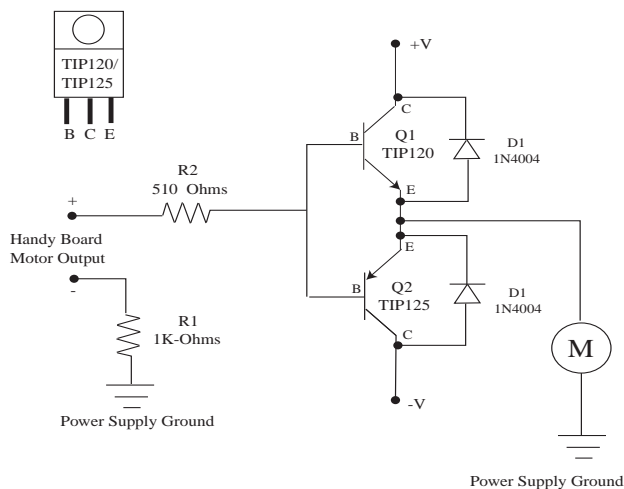 TIP120/
TIP125
B C E
+V
C
B
Q1
TIP120
D1
1N4004
E
R2
510 Ohms
+
Handy Board
Motor Output
-
E
B
Q2
TIP125
D1
1N4004
C
R1
1K-Ohms
Power Supply Ground
-V
M
Power Supply Ground